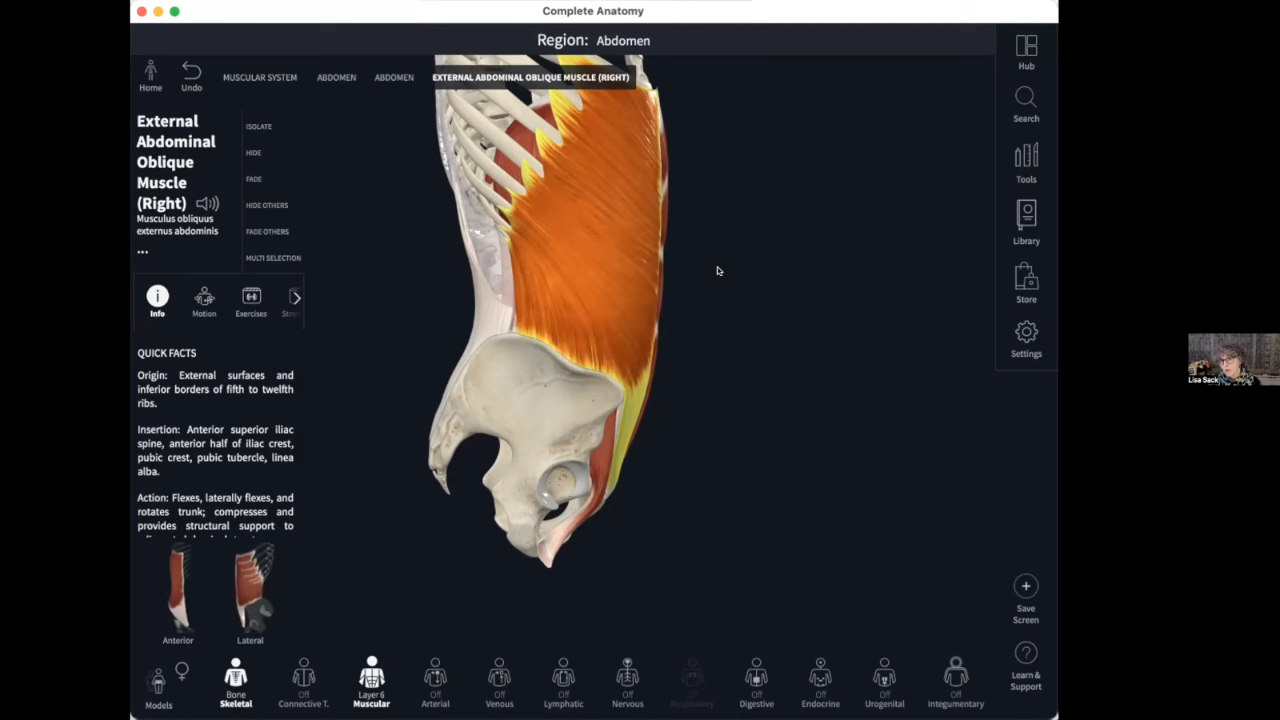 Complete Anatomy
Region: Abdomen
Home
Undo
MUSCULAR SYSTEM
ABDOMEN
ABDOMEN
EXTERNAL ABDOMINAL OBLIQUE MUSCLE (RIGHT)
Hub
Search
Tools
Library
Store
Settings
External
Abdominal
Oblique
Muscle
(Right)
Musculus obliquus
externus abdominis
...
ISOLATE
HIDE
FADE
HIDE OTHERS
FADE OTHERS
MULTI SELECTION
Info
Motion
Exercises
QUICK FACTS
Origin: External surfaces and
inferior borders of fifth to twelfth
ribs.
Insertion: Anterior superior iliac
spine, anterior half of iliac crest,
pubic crest, pubic tubercle, linea
alba.
Action: Flexes, laterally flexes, and
rotates trunk; compresses and
provides structural support to
Anterior
Lateral
Lisa Sack
Save
Screen
Learn &
Support
Models
Bone
Skeletal
Off
Connective T.
Layer 6
Muscular
Off
Arterial
Off
Venous
Off
Lymphatic
Off
Nervous
Off
Respiratory
Off
Digestive
Off
Endocrine
Off
Urogenital
Off
Integumentary